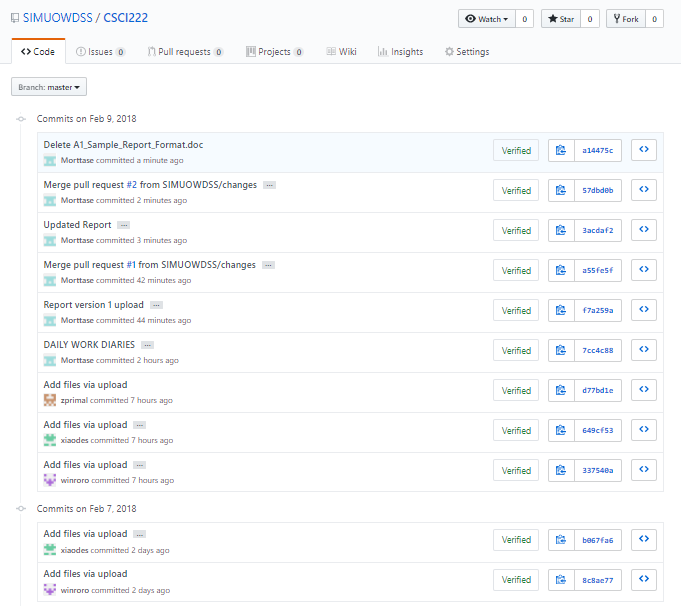 SIMUOWDSS / CSCI222
Watch 0 Star 0 Fork 0
Code Issues 0 Pull requests 0 Projects 0 Wiki Insights Settings
Branch: master
Commits on Feb 9, 2018
Delete A1_Sample_Report_Format.doc
Morttase committed a minute ago
Verified a14475c
Merge pull request #2 from SIMUOWDSS/changes …
Morttase committed 2 minutes ago
Verified 57dbd0b
Updated Report …
Morttase committed 3 minutes ago
Verified 3acdaf2
Merge pull request #1 from SIMUOWDSS/changes …
Morttase committed 42 minutes ago
Verified a55fe5f
Report version 1 upload …
Morttase committed 44 minutes ago
Verified f7a259a
DAILY WORK DIARIES …
Morttase committed 2 hours ago
Verified 7cc4c88
Add files via upload
zprimal committed 7 hours ago
Verified d77bd1e
Add files via upload …
xiaodes committed 7 hours ago
Verified 649cf53
Add files via upload …
winroro committed 7 hours ago
Verified 337540a
Commits on Feb 7, 2018
Add files via upload …
xiaodes committed 2 days ago
Verified b067fa6
Add files via upload
winroro committed 2 days ago
Verified 8c8ae77